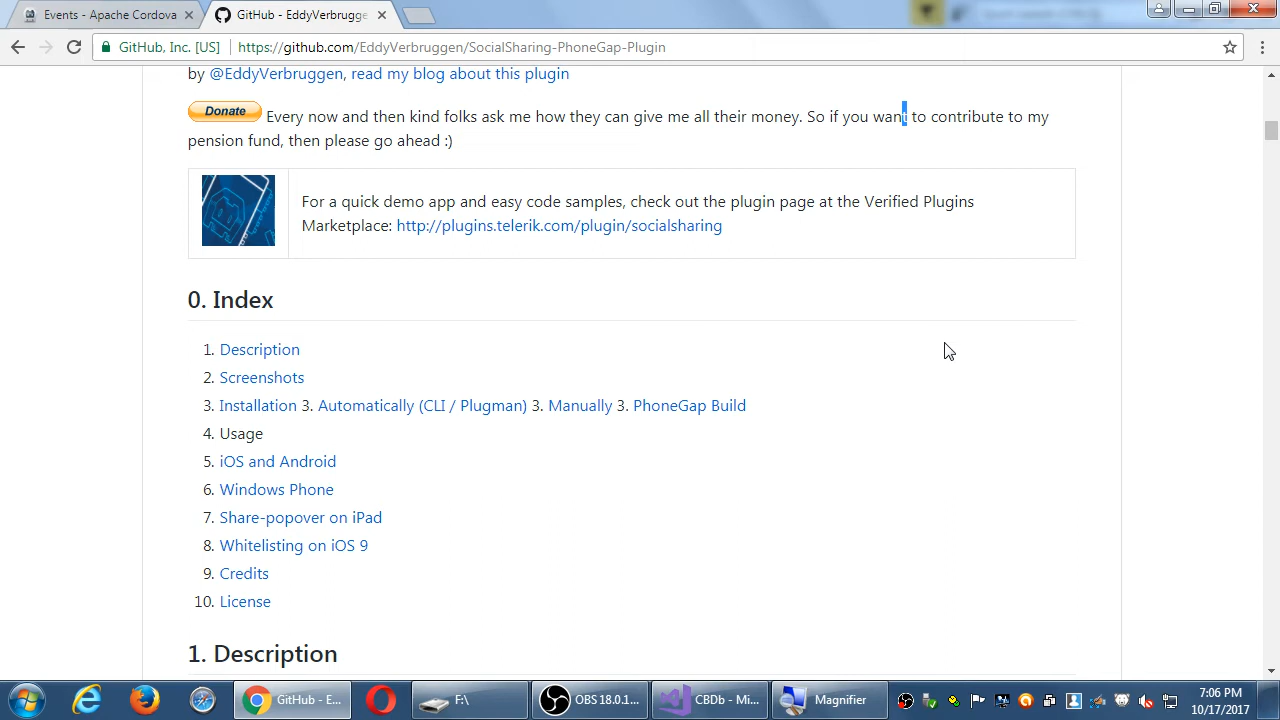 Events - Apache Cordova
GitHub - EddyVerbrugge
GitHub, Inc. [US]
https://github.com/EddyVerbruggen/SocialSharing-PhoneGap-Plugin
by @EddyVerbruggen, read my blog about this plugin
Donate Every now and then kind folks ask me how they can give me all their money. So if you want to contribute to my
pension fund, then please go ahead :)
For a quick demo app and easy code samples, check out the plugin page at the Verified Plugins
Marketplace: http://plugins.telerik.com/plugin/socialsharing
0. Index
1. Description
2. Screenshots
3. Installation 3. Automatically (CLI / Plugman) 3. Manually 3. PhoneGap Build
4. Usage
5. iOS and Android
6. Windows Phone
7. Share-popover on iPad
8. Whitelisting on iOS 9
9. Credits
10. License
1. Description
GitHub - E...
F:\
OBS 18.0.1...
CBDb - Mi...
Magnifier
7:06 PM
10/17/2017